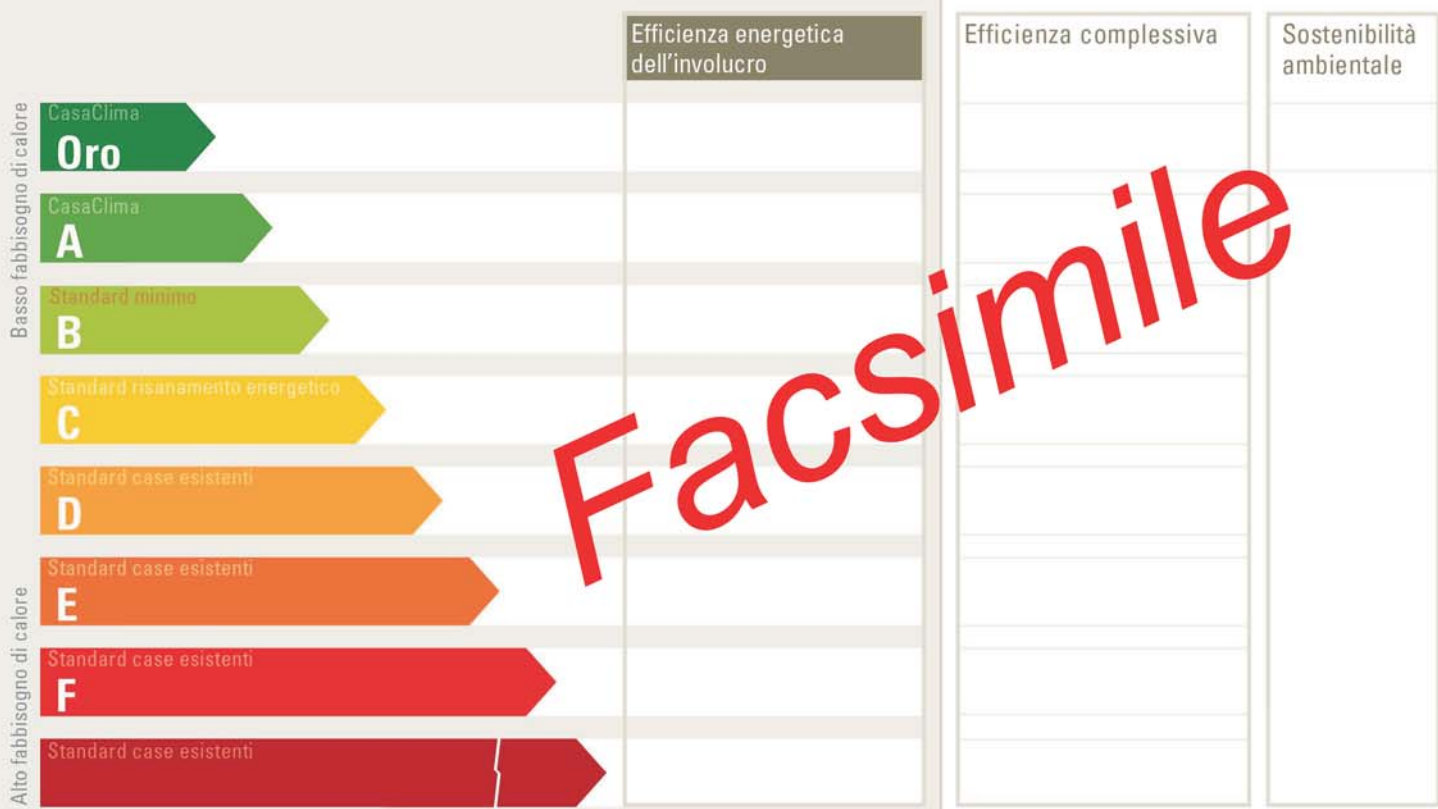 Efficienza energetica
dell'involucro
Efficienza complessiva
Sostenibilità
ambientale
Basso fabbisogno di calore
CasaClima
Oro
CasaClima
A
Standard minimo
B
Standard risanamento energetico
C
Standard case esistenti
D
Alto fabbisogno di calore
Standard case esistenti
E
Standard case esistenti
F
Standard case esistenti
Facsimile